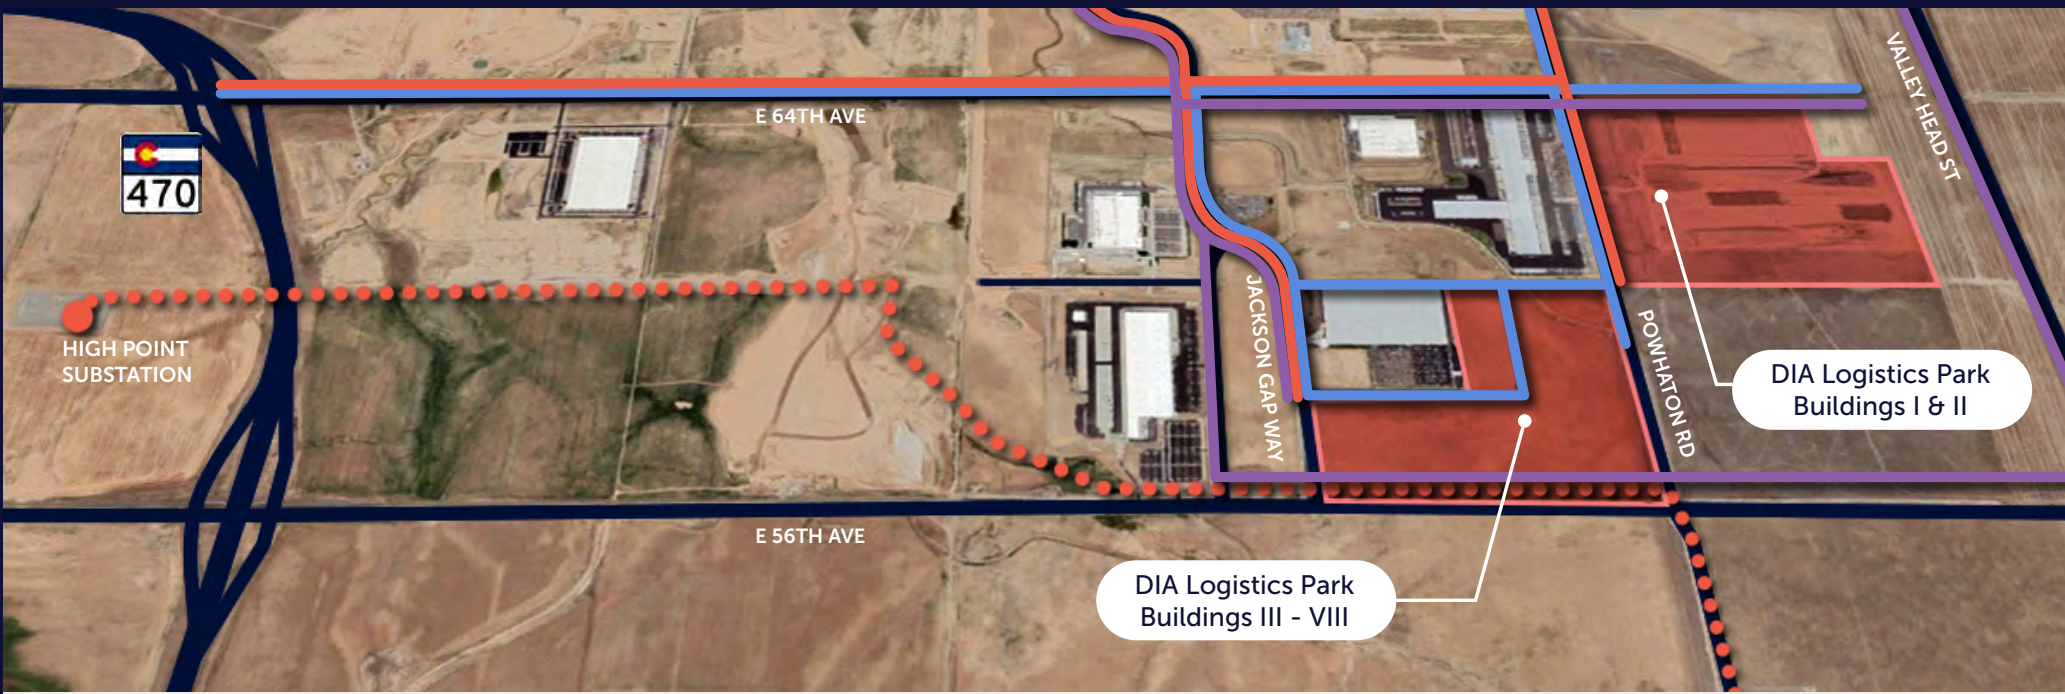 E 64TH AVE
470
VALLEY HEAD ST
HIGH POINT
SUBSTATION
JACKSON GAP WAY
POWHATON RD
DIA Logistics Park
Buildings I & II
E 56TH AVE
DIA Logistics Park
Buildings III - VIII